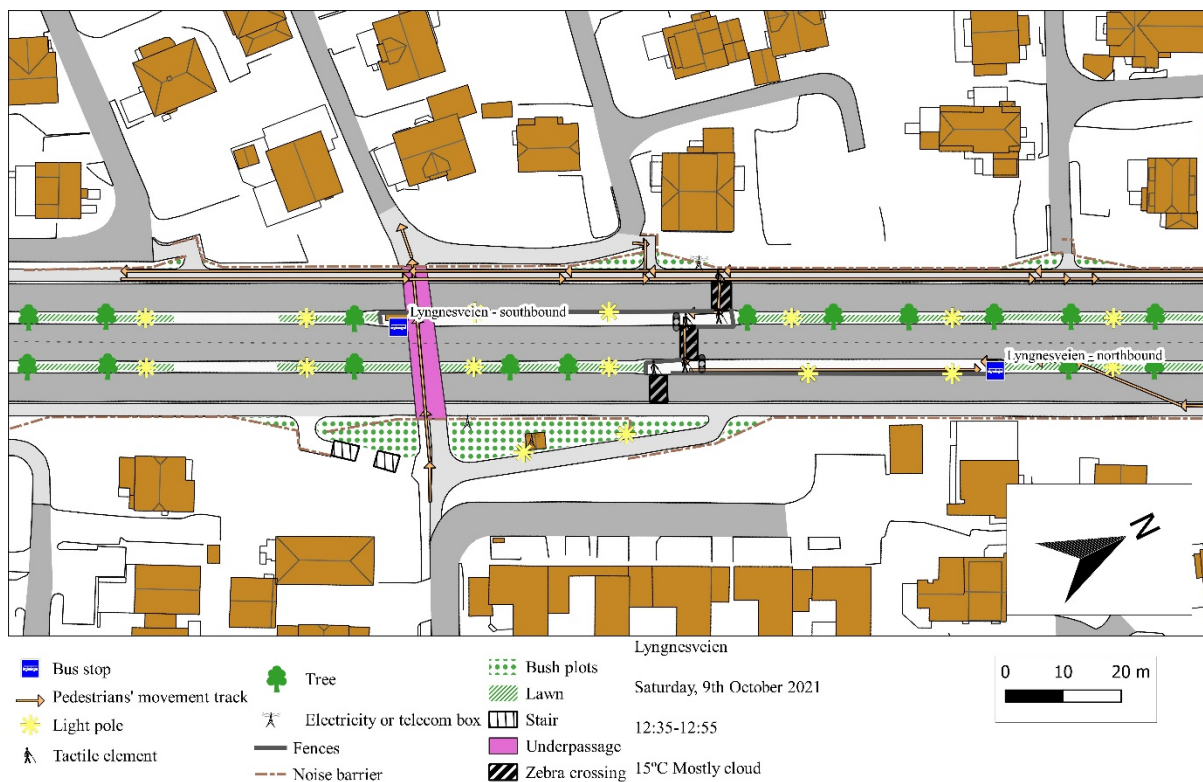 Lyngnesveien - southbound
Lyngnesveien - northbound
N
Bus stop
Pedestrians' movement track
Light pole
Tactile element
Tree
Electricity or telecom box
Fences
Noise barrier
Bush plots
Lawn
Stair
Underpassage
Zebra crossing
Lyngnesveien
Saturday, 9th October 2021
12:35-12:55
15°C Mostly cloud
0 10 20 m